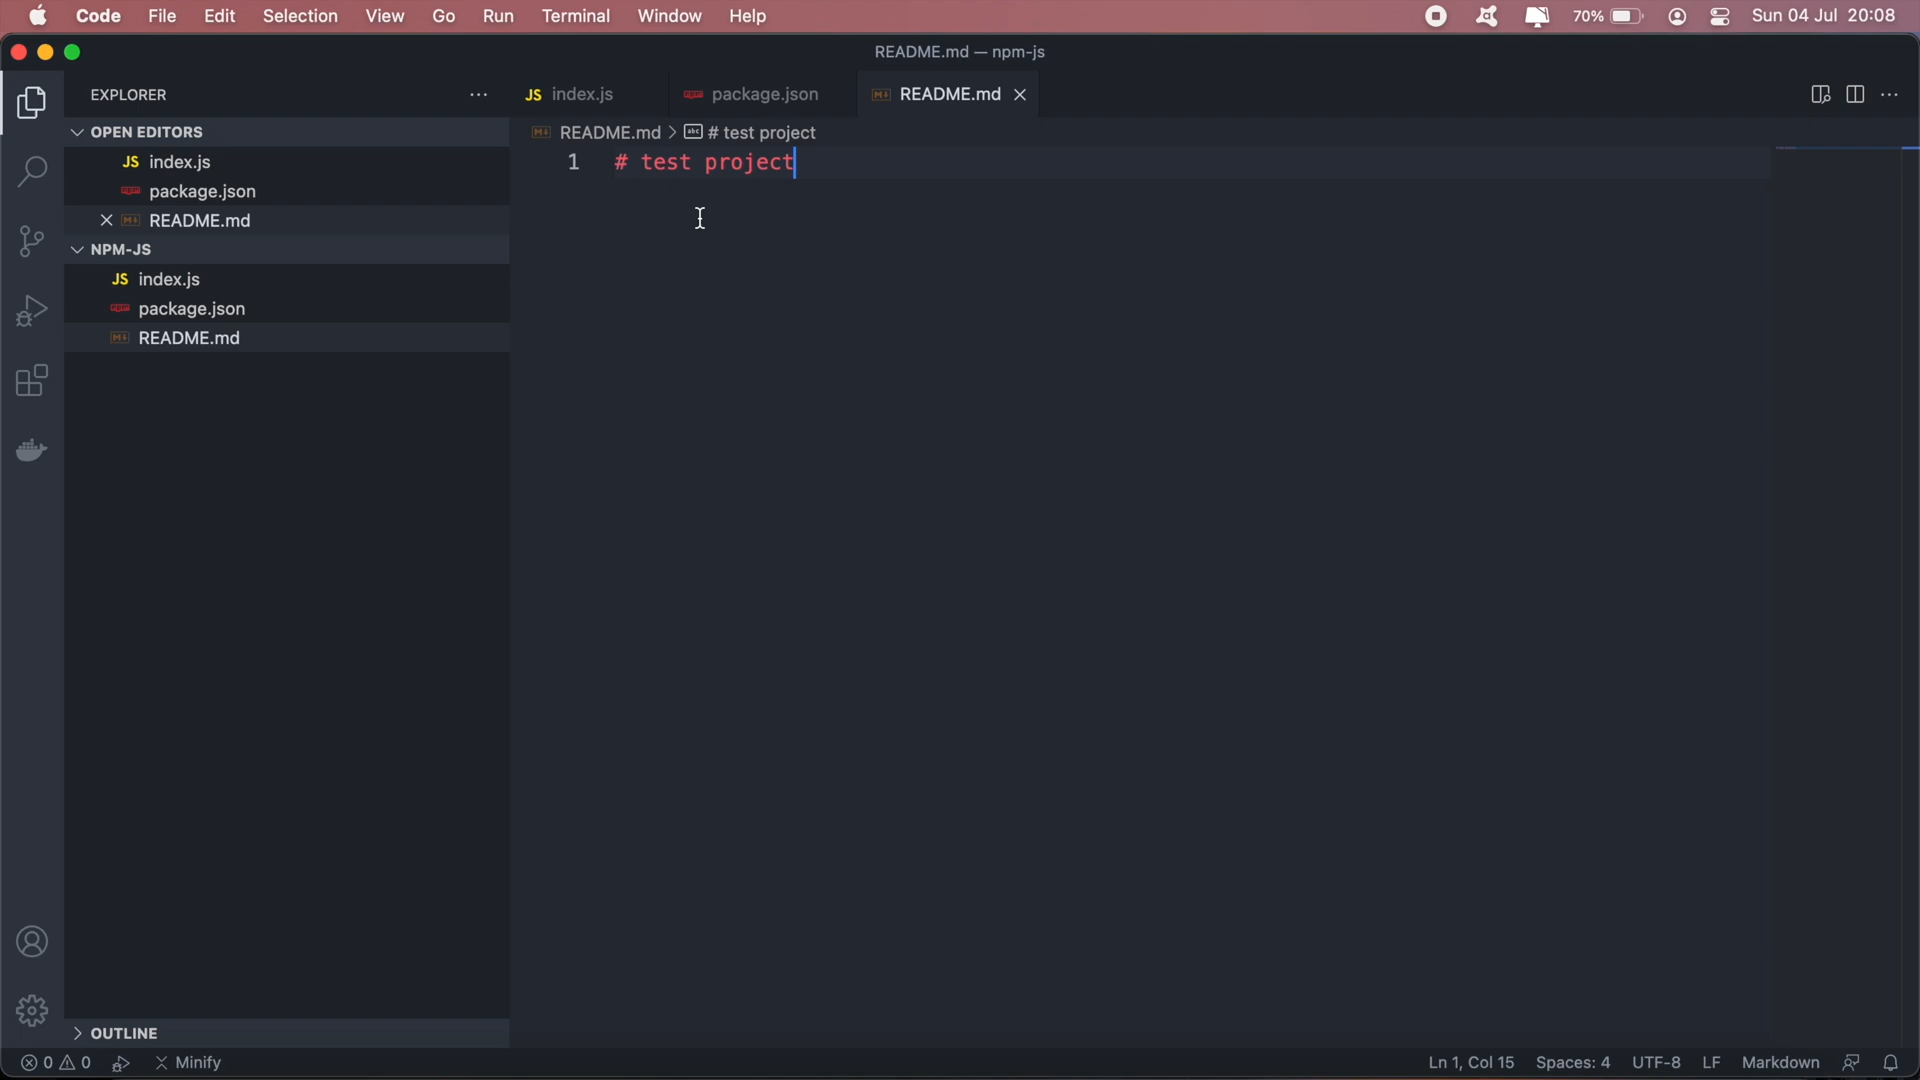 Code File Edit Selection View Go Run Terminal Window Help 70% Sun 04 Jul 20:08
README.md — npm-js
EXPLORER
JS index.js package.json README.md
OPEN EDITORS
README.md > # test project
JS index.js
1 # test project
package.json
README.md
NPM-JS
JS index.js
package.json
README.md
OUTLINE
0 0 Minify Ln 1, Col 15 Spaces: 4 UTF-8 LF Markdown